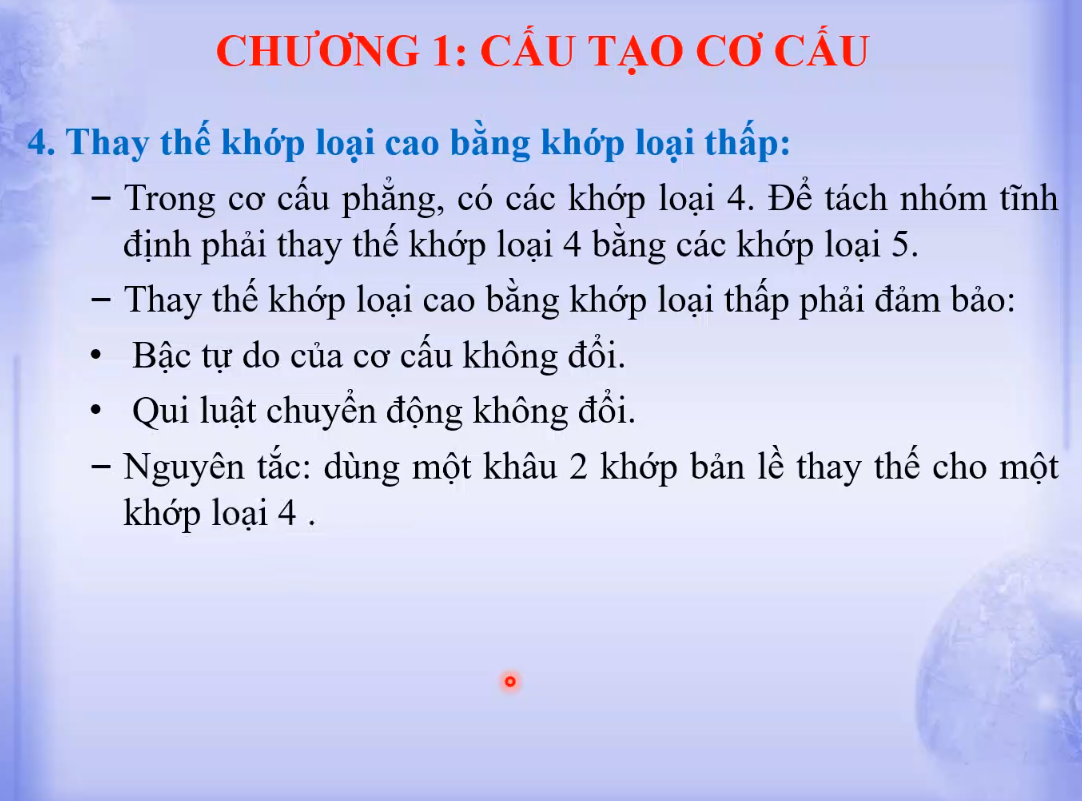 CHƯƠNG 1: CẤU TẠO CƠ CẤU
4. Thay thế khớp loại cao bằng khớp loại thấp:
– Trong cơ cấu phẳng, có các khớp loại 4. Để tách nhóm tĩnh
định phải thay thế khớp loại 4 bằng các khớp loại 5.
– Thay thế khớp loại cao bằng khớp loại thấp phải đảm bảo:
• Bậc tự do của cơ cấu không đổi.
• Qui luật chuyển động không đổi.
– Nguyên tắc: dùng một khâu 2 khớp bản lề thay thế cho một
khớp loại 4 .